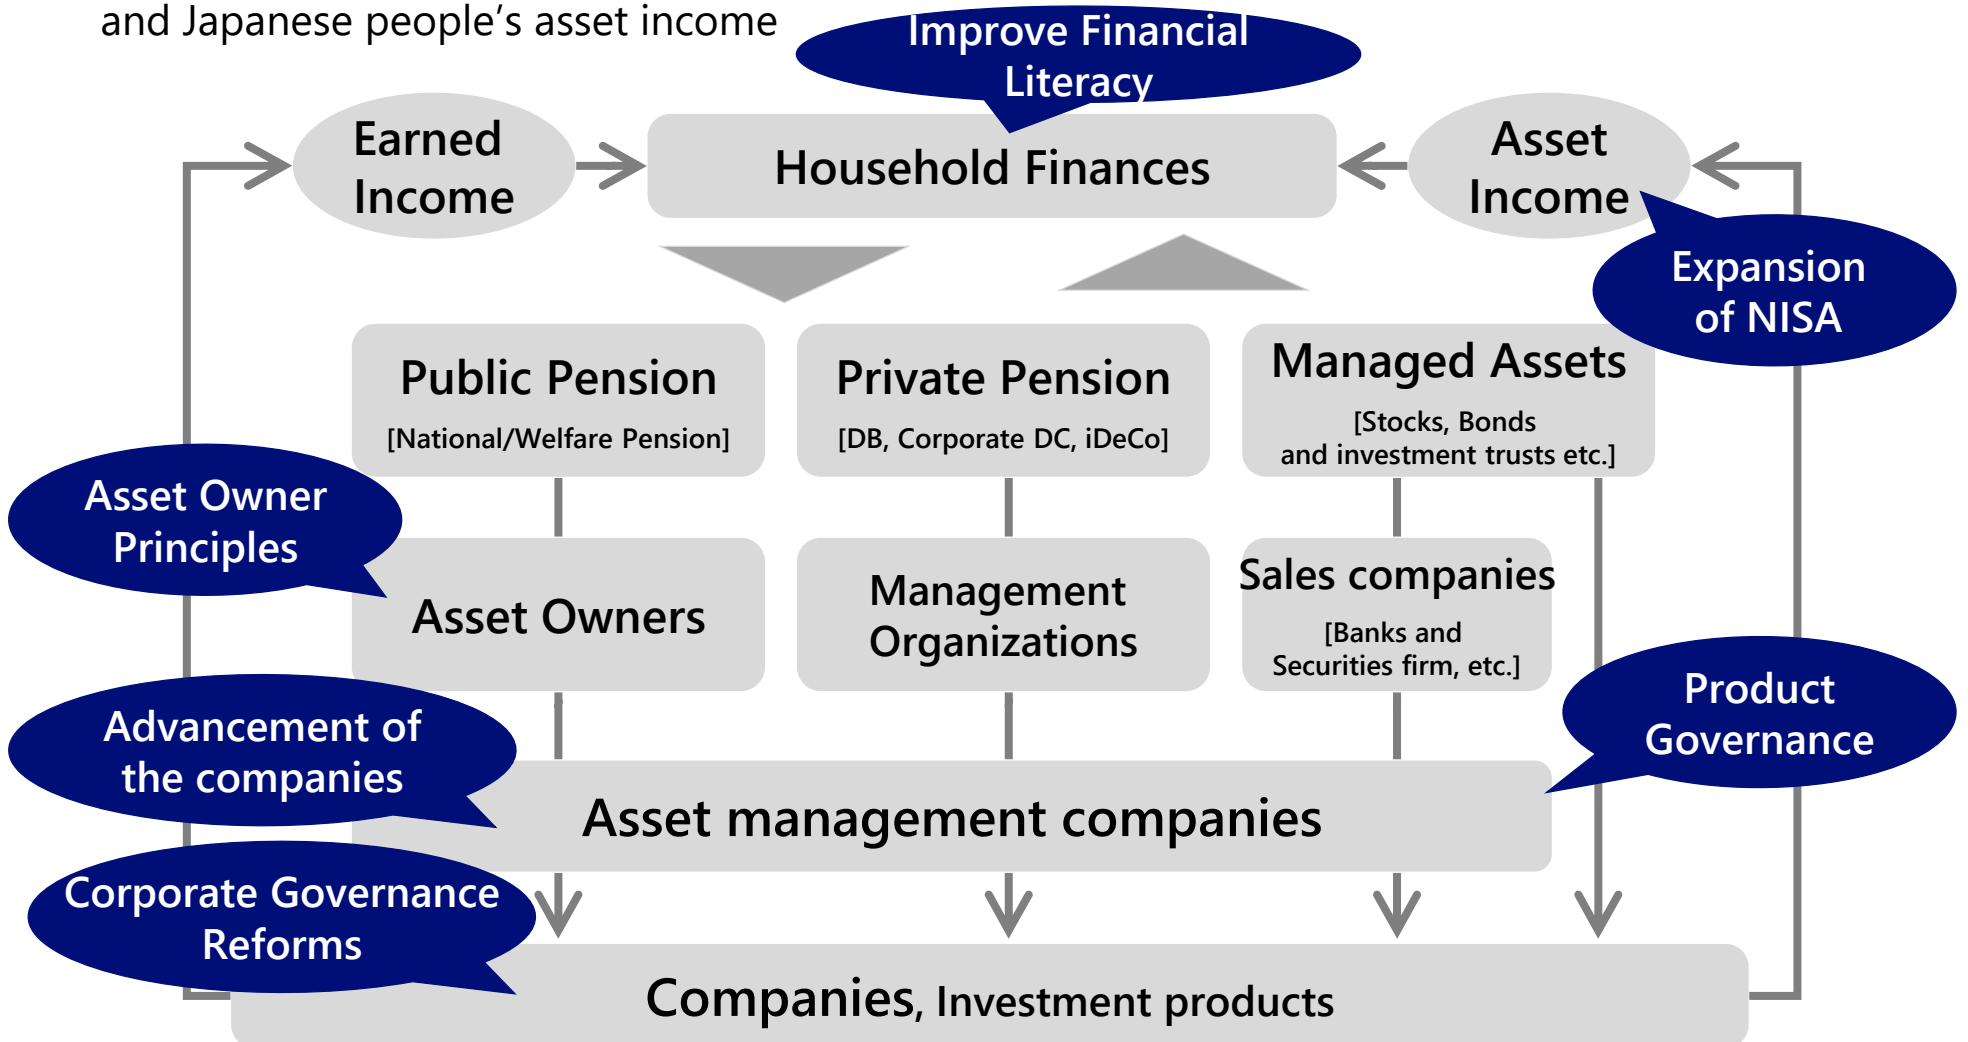 and Japanese people's asset income
Improve Financial
Literacy
Earned
Income
Household Finances
Asset
Income
Expansion
of NISA
Public Pension
[National/Welfare Pension]
Private Pension
[DB, Corporate DC, iDeCo]
Managed Assets
[Stocks, Bonds
and investment trusts etc.]
Asset Owner
Principles
Asset Owners
Management
Organizations
Sales companies
[Banks and
Securities firm, etc.]
Product
Governance
Advancement of
the companies
Asset management companies
Corporate Governance
Reforms
Companies, Investment products